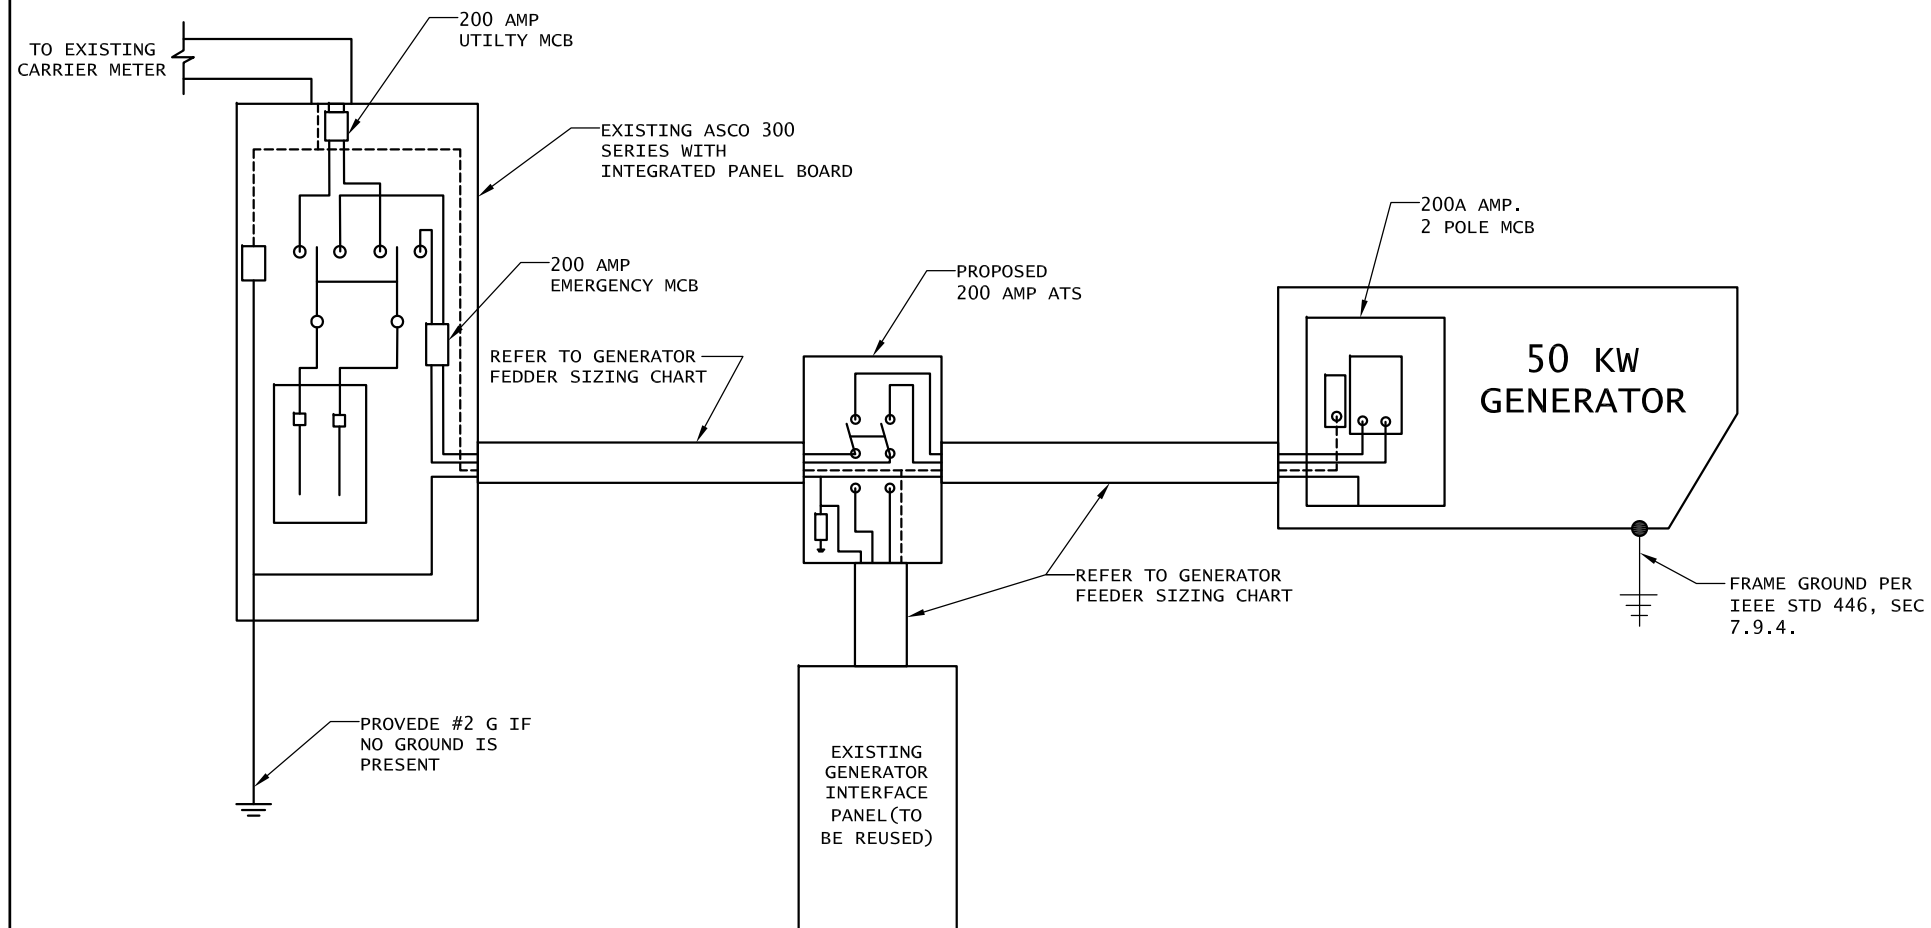 200 AMP
UTILTY MCB
TO EXISTING
CARRIER METER
EXISTING ASCO 300
SERIES WITH
INTEGRATED PANEL BOARD
200A AMP.
2 POLE MCB
200 AMP
EMERGENCY MCB
PROPOSED
200 AMP ATS
REFER TO GENERATOR
FEDDER SIZING CHART
50 KW
GENERATOR
REFER TO GENERATOR
FEEDER SIZING CHART
FRAME GROUND PER
IEEE STD 446, SEC
7.9.4.
PROVEDE #2 G IF
NO GROUND IS
PRESENT
EXISTING
GENERATOR
INTERFACE
PANEL(TO
BE REUSED)